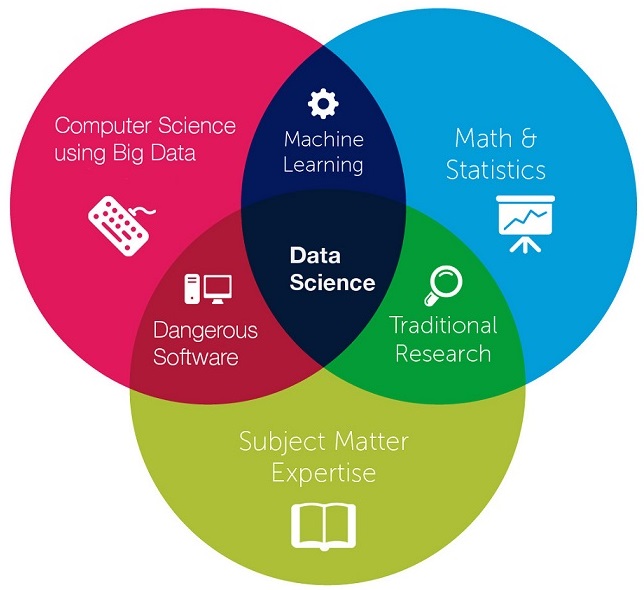 Computer Science
using Big Data
Machine
Learning
Math &
Statistics
Data
Science
Dangerous
Software
Traditional
Research
Subject Matter
Expertise